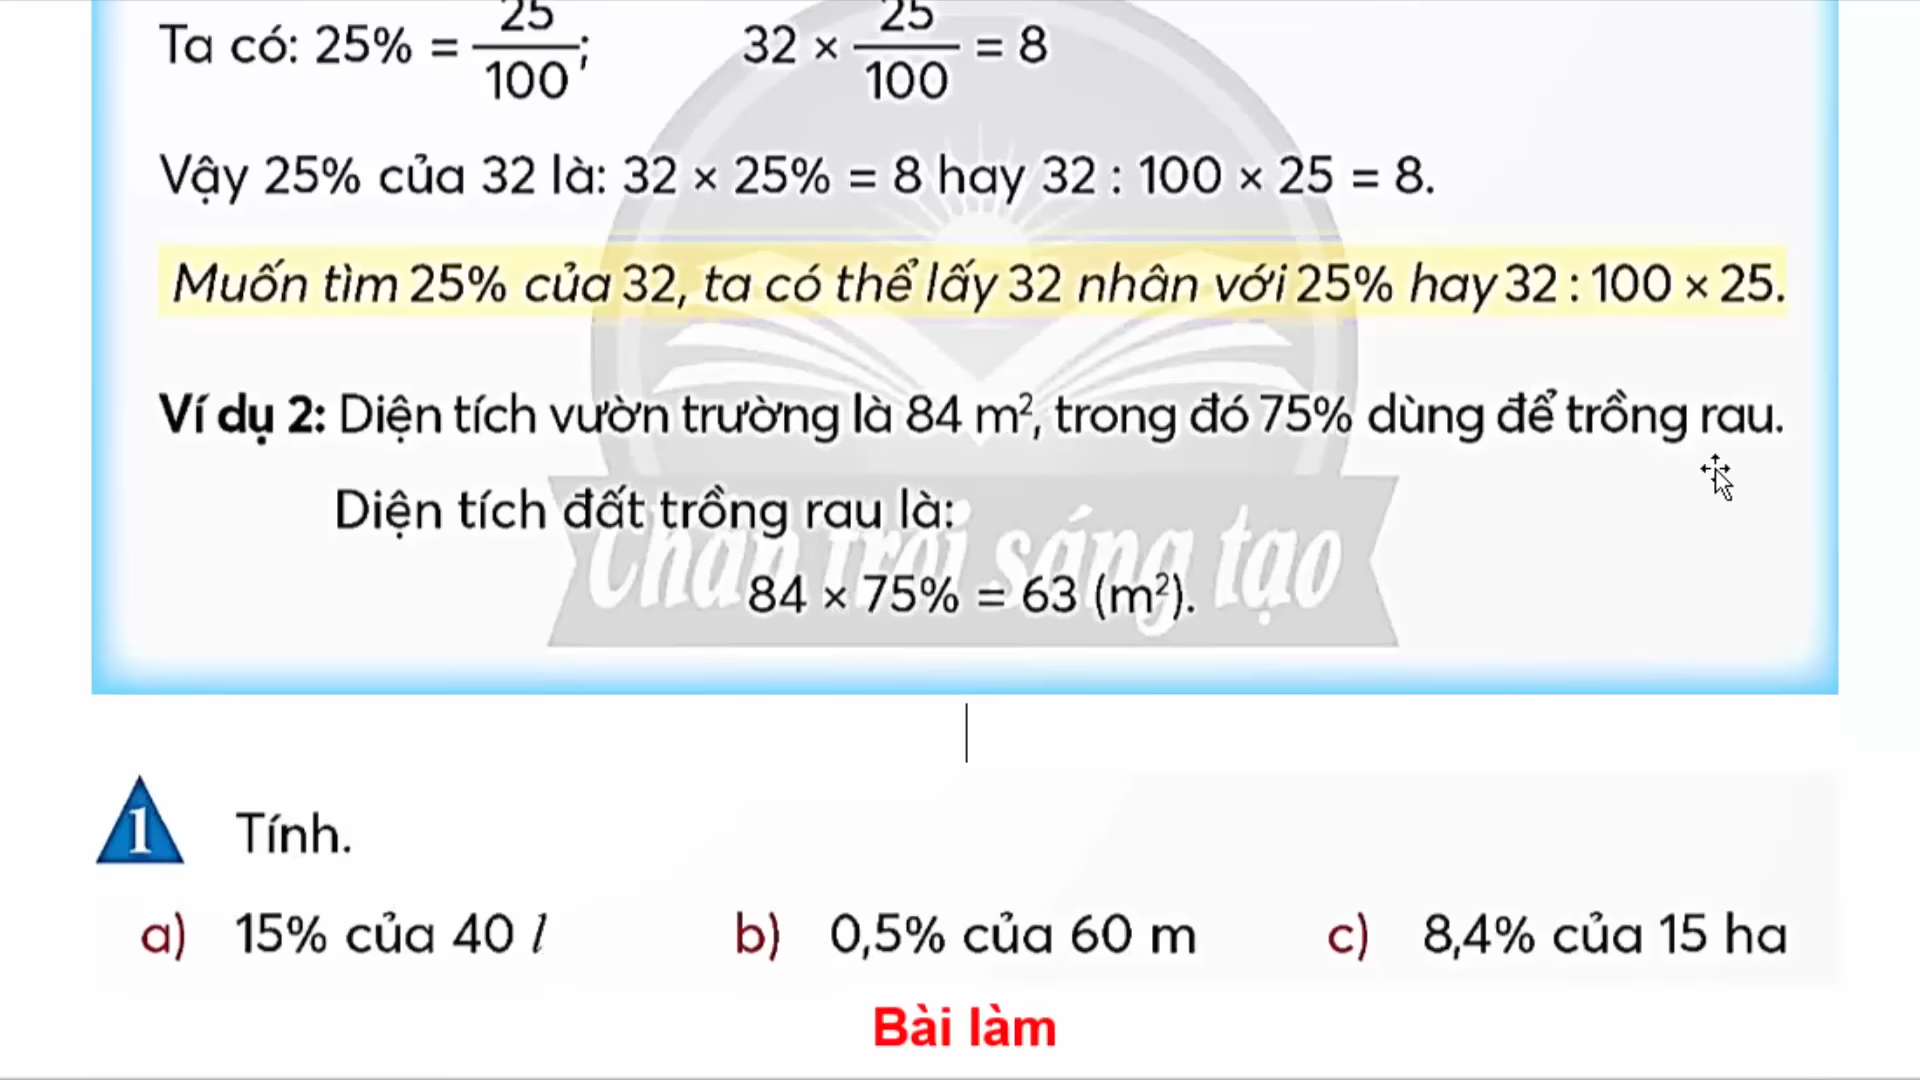 Ta có: 25% = 25/100; 32 × 25/100 = 8
Vậy 25% của 32 là: 32 × 25% = 8 hay 32 : 100 × 25 = 8.
Muốn tìm 25% của 32, ta có thể lấy 32 nhân với 25% hay 32 : 100 × 25.
Ví dụ 2: Diện tích vườn trường là 84 m², trong đó 75% dùng để trồng rau.
Diện tích đất trồng rau là:
Chân trời sáng tạo
84 × 75% = 63 (m²).
1 Tính.
a) 15% của 40 l b) 0,5% của 60 m c) 8,4% của 15 ha
Bài làm